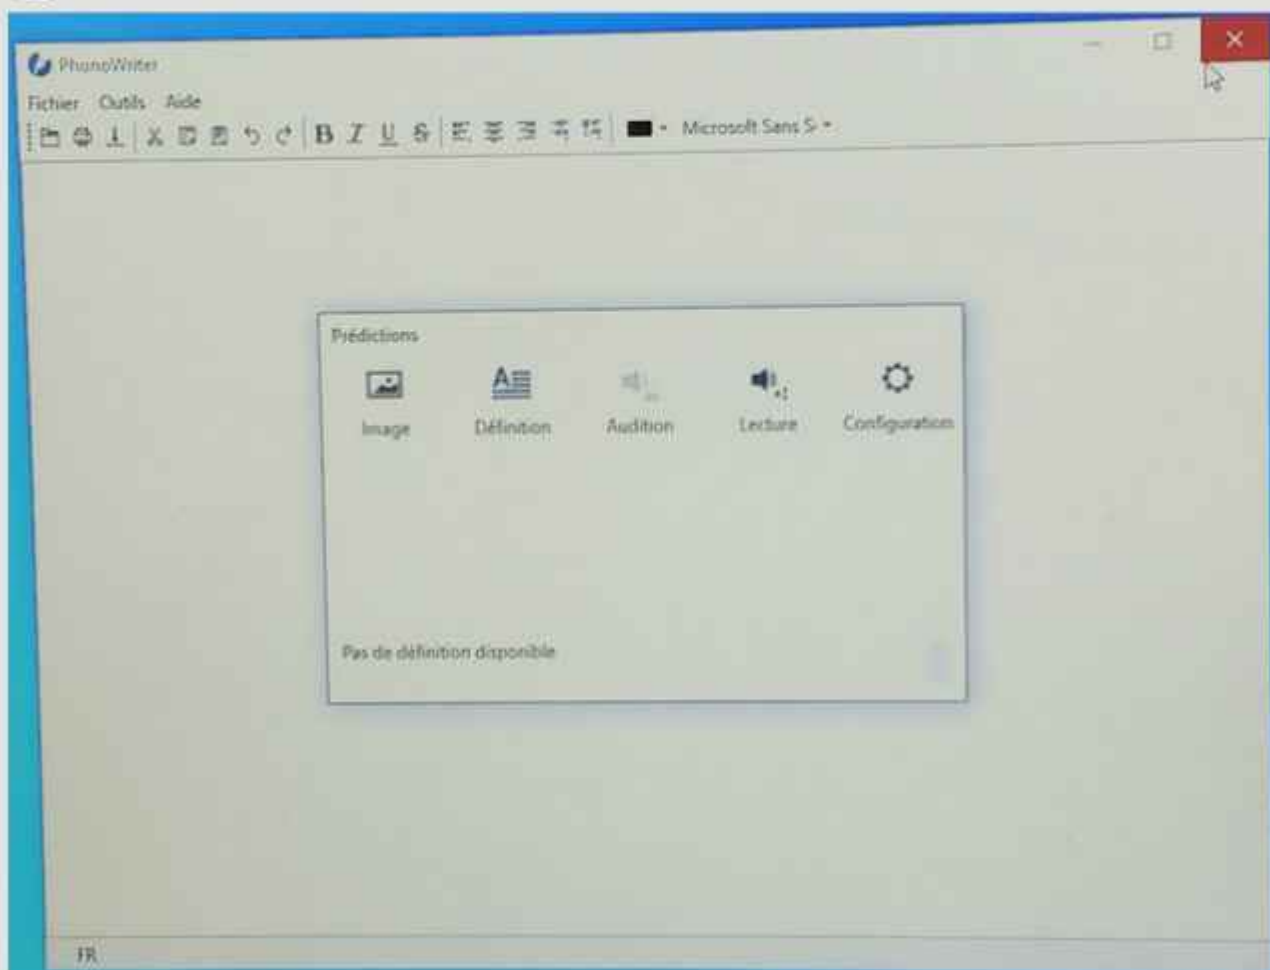 PhonoWriter
Fichier Outils Aide
B I U S Microsoft Sans S
Prédictions
Image Définition Audition Lecture Configuration
Pas de définition disponible
FR